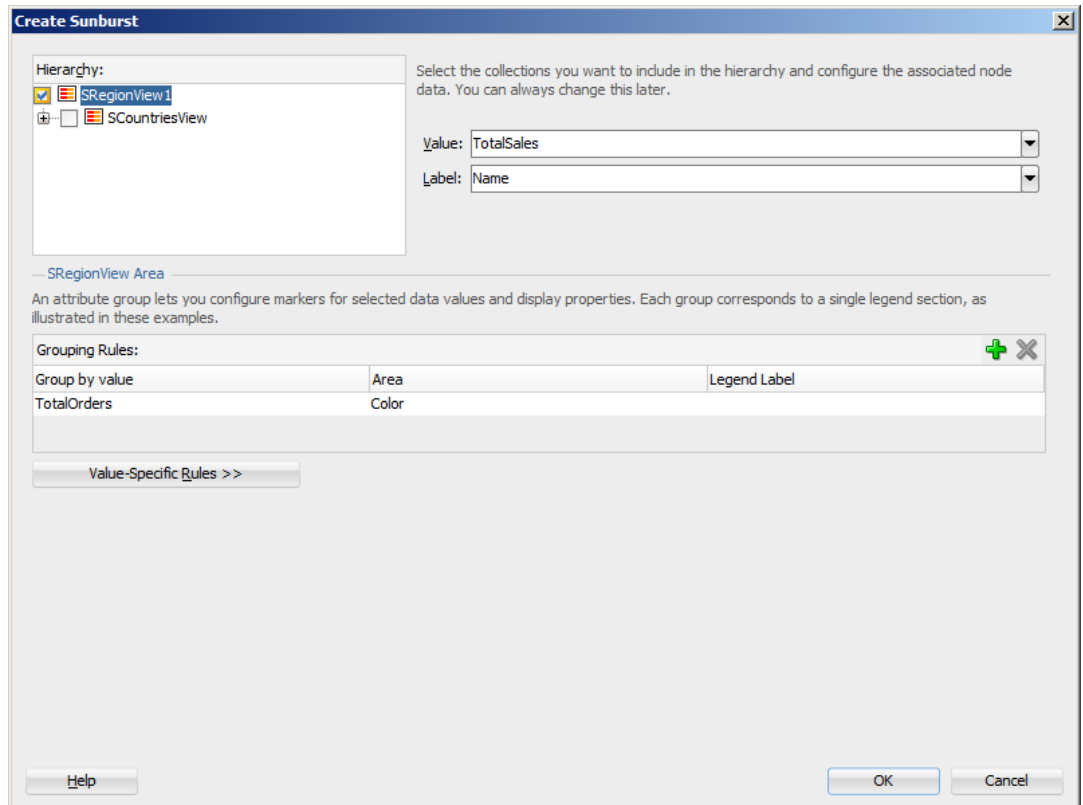 Create Sunburst
Hierarchy:
SRegionView1
SCountriesView
Select the collections you want to include in the hierarchy and configure the associated node
data. You can always change this later.
Value: TotalSales
Label: Name
SRegionView Area
An attribute group lets you configure markers for selected data values and display properties. Each group corresponds to a single legend section, as
illustrated in these examples.
Grouping Rules:
Group by value Area Legend Label
TotalOrders Color
Value-Specific Rules >>
Help OK Cancel